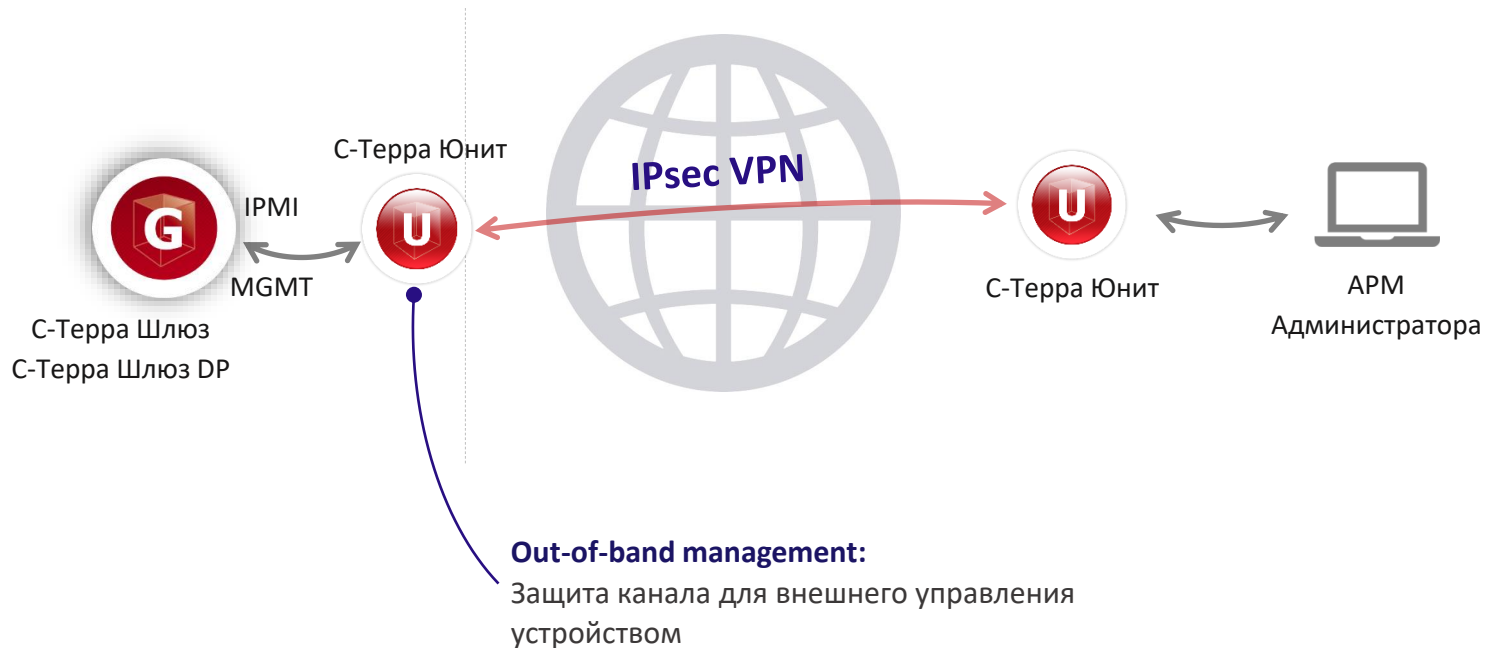 С-Терра Юнит
IPsec VPN
IPMI
G
U
U
MGMT
С-Терра Юнит
АРМ
Администратора
С-Терра Шлюз
С-Терра Шлюз DP
Out-of-band management:
Защита канала для внешнего управления
устройством